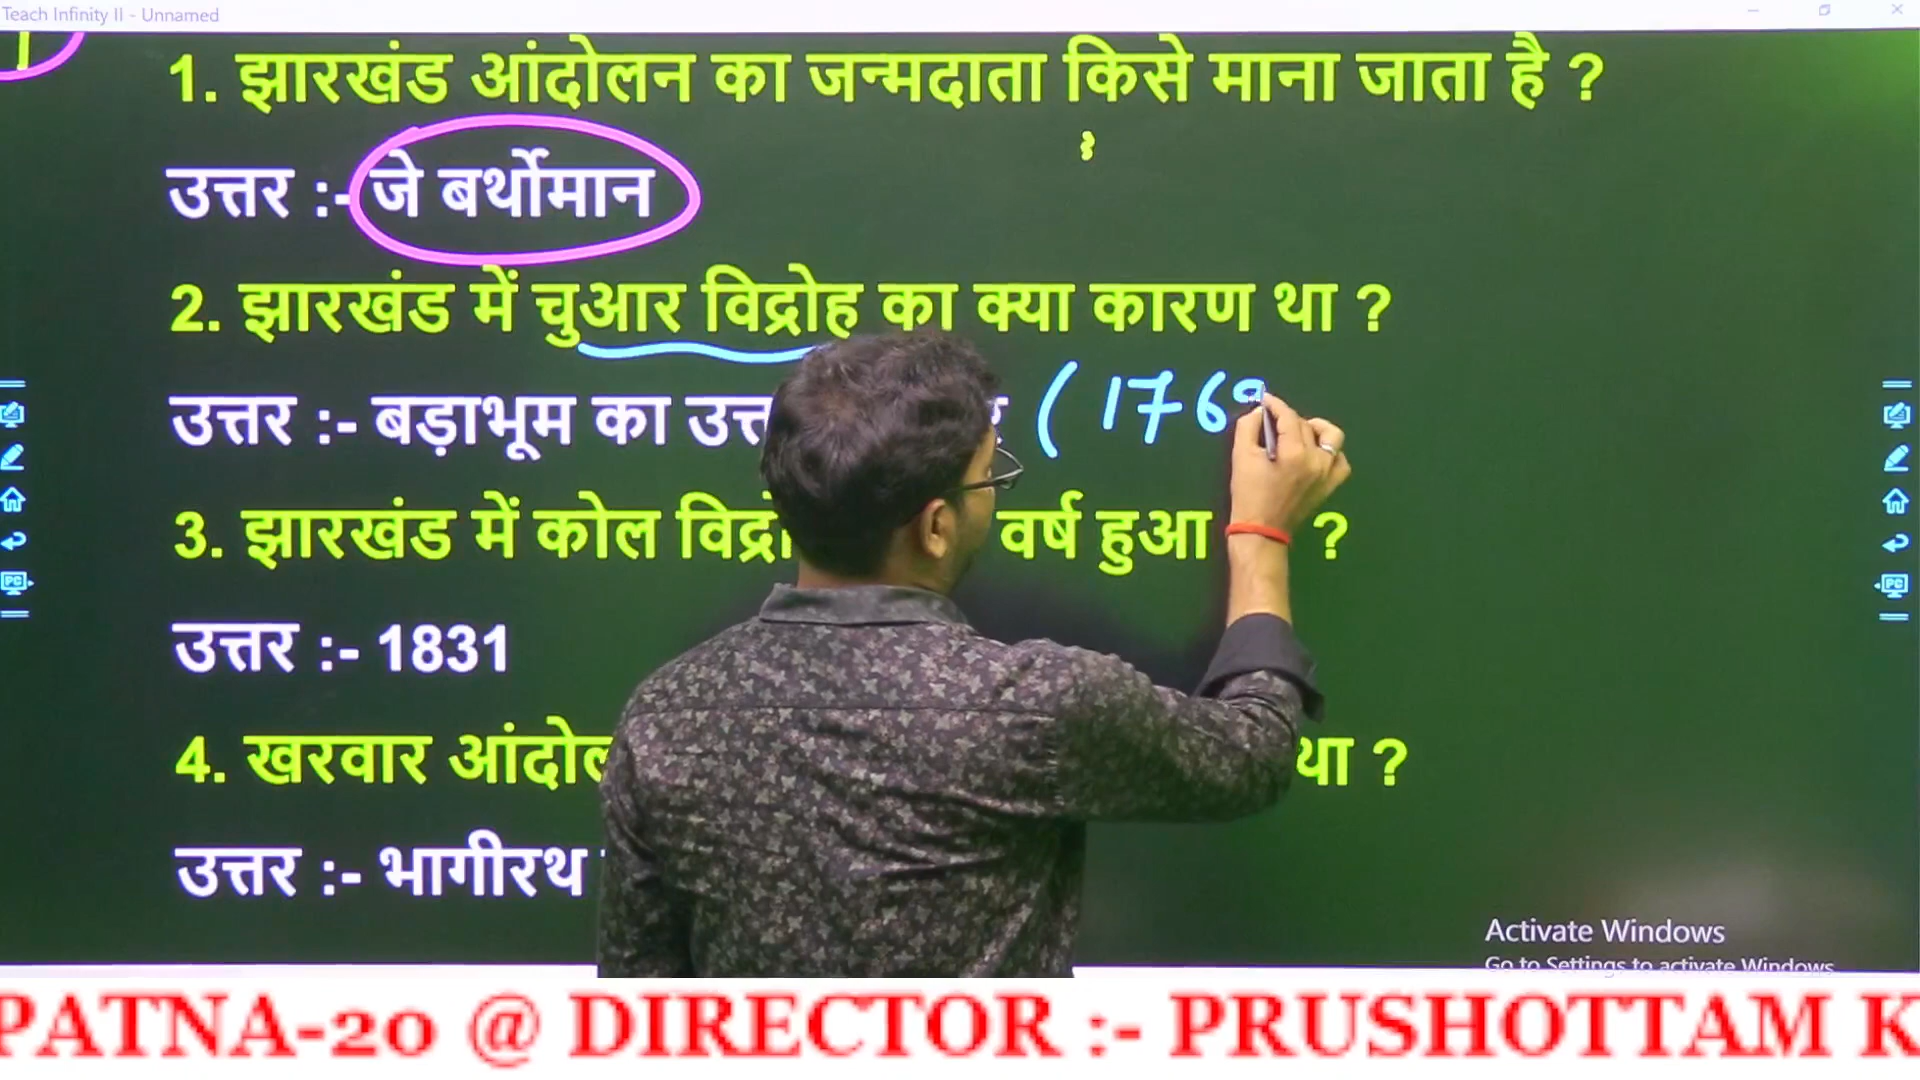 Teach Infinity II - Unnamed
1. झारखंड आंदोलन का जन्मदाता किसे माना जाता है ?
उत्तर :- जे बर्थोमान
2. झारखंड में चुआर विद्रोह का क्या कारण था ?
उत्तर :- बड़ाभूम का ( 176
3. झारखंड में कोल वर्ष हुआ ?
उत्तर :- 1831
4. खरवार था ?
उत्तर :- भागीरथ
Activate Windows
Go to Settings to activate Windows
PATNA-20 @ DIRECTOR :- PRUSHOTTAM K